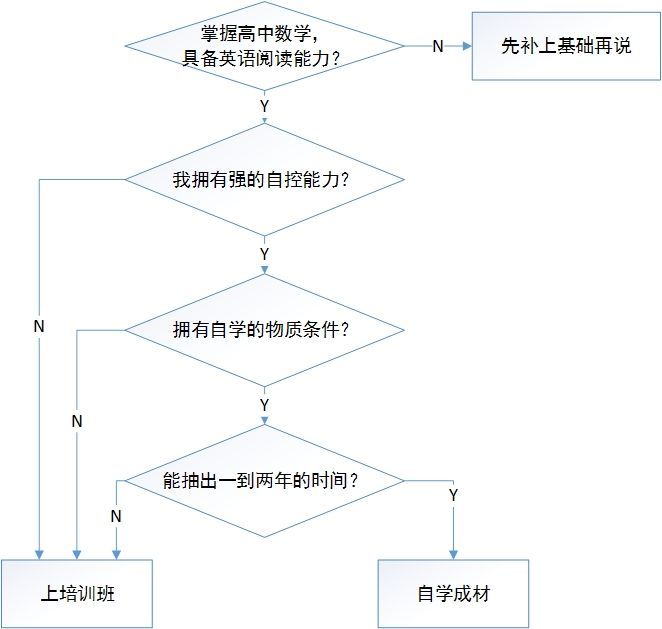 掌握高中数学，
具备英语阅读能力？
N
先补上基础再说
Y
我拥有强的自控能力？
Y
N
拥有自学的物质条件？
Y
N
能抽出一到两年的时间？
Y
N
上培训班
自学成材